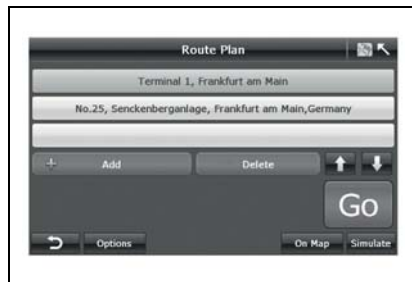 Route Plan
Terminal 1, Frankfurt am Main
No.25, Senckenberganlage, Frankfurt am Main,Germany
+ Add Delete
Go
Options On Map Simulate